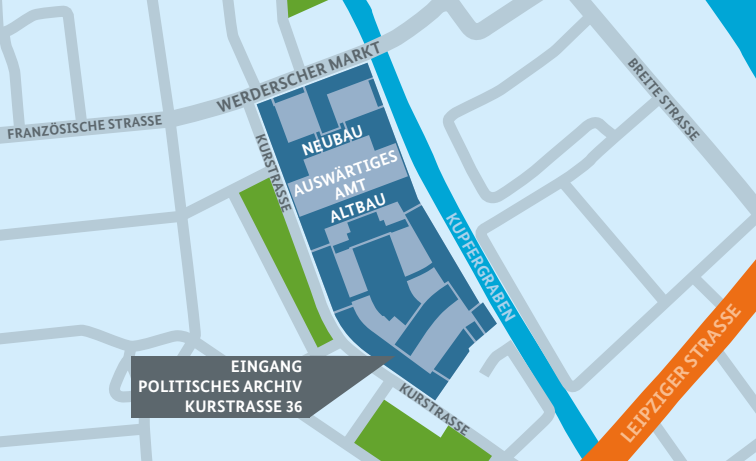 WERDERSCHER MARKT
FRANZÖSISCHE STRASSE
BREITE STRASSE
KURSTRASSE
NEUBAU
AUSWÄRTIGES
AMT
ALTBAU
KUPFERGRABEN
LEIPZIGER STRASSE
EINGANG
POLITISCHES ARCHIV
KURSTRASSE 36
KURSTRASSE